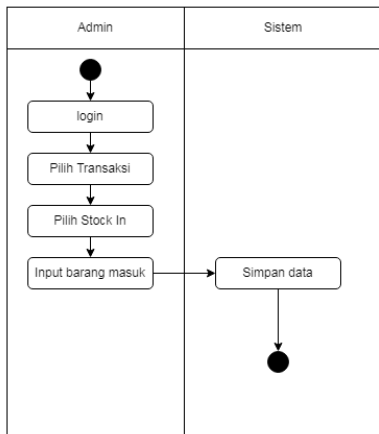 Admin
Sistem
login
Pilih Transaksi
Pilih Stock In
Input barang masuk
Simpan data